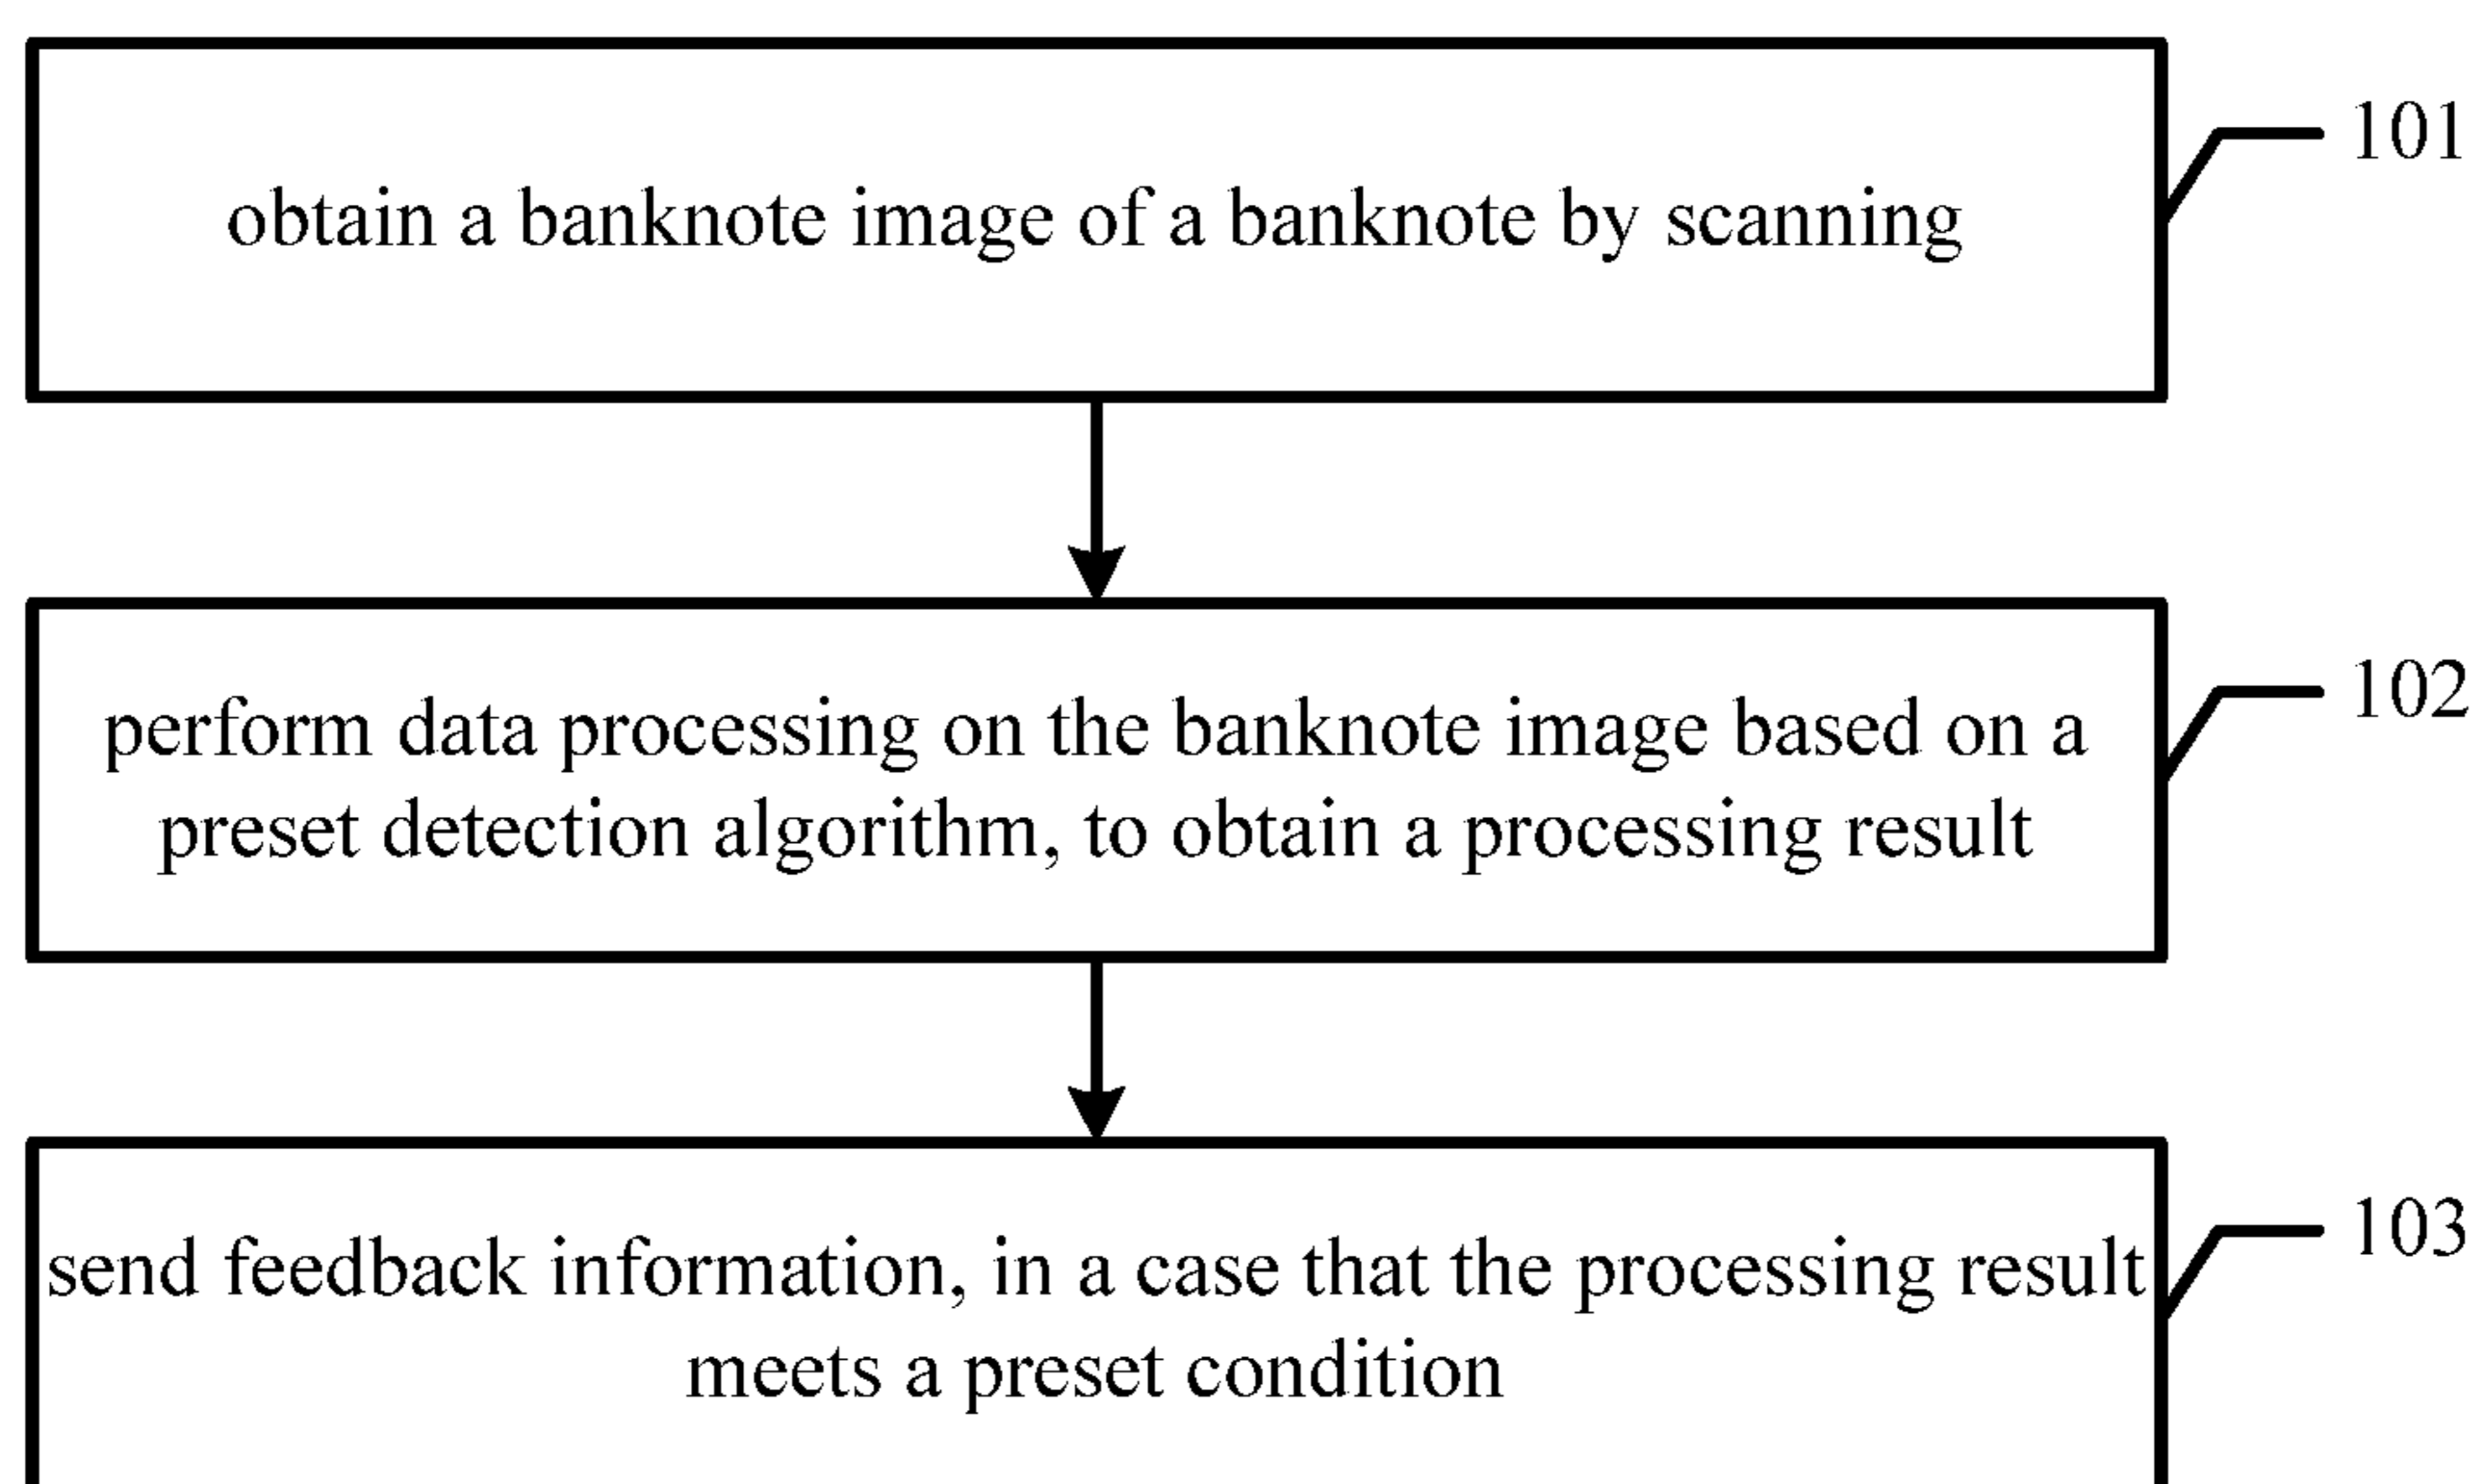 101
obtain a banknote image of a banknote by scanning
102
perform data processing on the banknote image based on a
preset detection algorithm, to obtain a processing result
103
send feedback information, in a case that the processing result
meets a preset condition